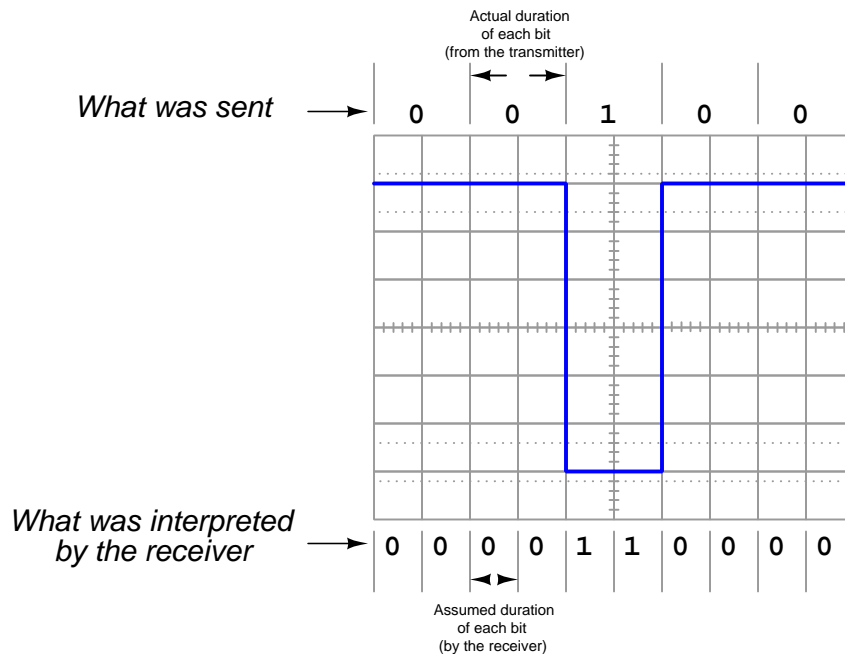 Actual duration
of each bit
(from the transmitter)
What was sent
0 0 1 0 0
What was interpreted
by the receiver
0 0 0 0 1 1 0 0 0 0
Assumed duration
of each bit
(by the receiver)